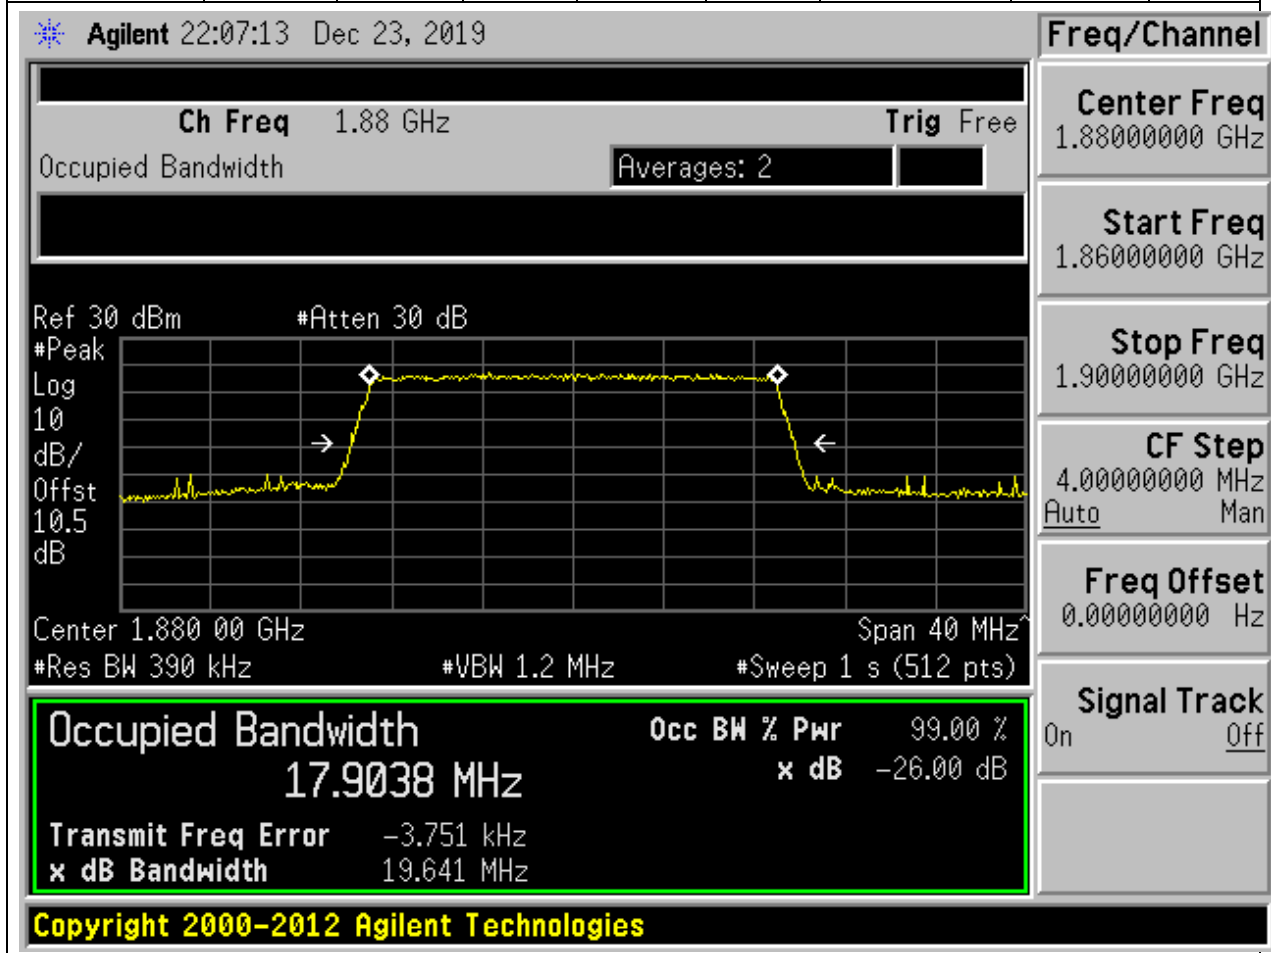 Agilent 22:07:13 Dec 23, 2019
Freq/Channel
Ch Freq 1.88 GHz Trig Free
Occupied Bandwidth Averages: 2
Center Freq
1.88000000 GHz
Start Freq
1.86000000 GHz
Stop Freq
1.90000000 GHz
CF Step
4.00000000 MHz
Auto Man
Freq Offset
0.00000000 Hz
Signal Track
On Off
Ref 30 dBm #Atten 30 dB
#Peak
Log
10
dB/
Offst
10.5
dB
Center 1.880 00 GHz Span 40 MHz^
#Res BW 390 kHz #VBW 1.2 MHz #Sweep 1 s (512 pts)
Occupied Bandwidth Occ BW % Pwr 99.00 %
17.9038 MHz x dB -26.00 dB
Transmit Freq Error -3.751 kHz
x dB Bandwidth 19.641 MHz
Copyright 2000-2012 Agilent Technologies